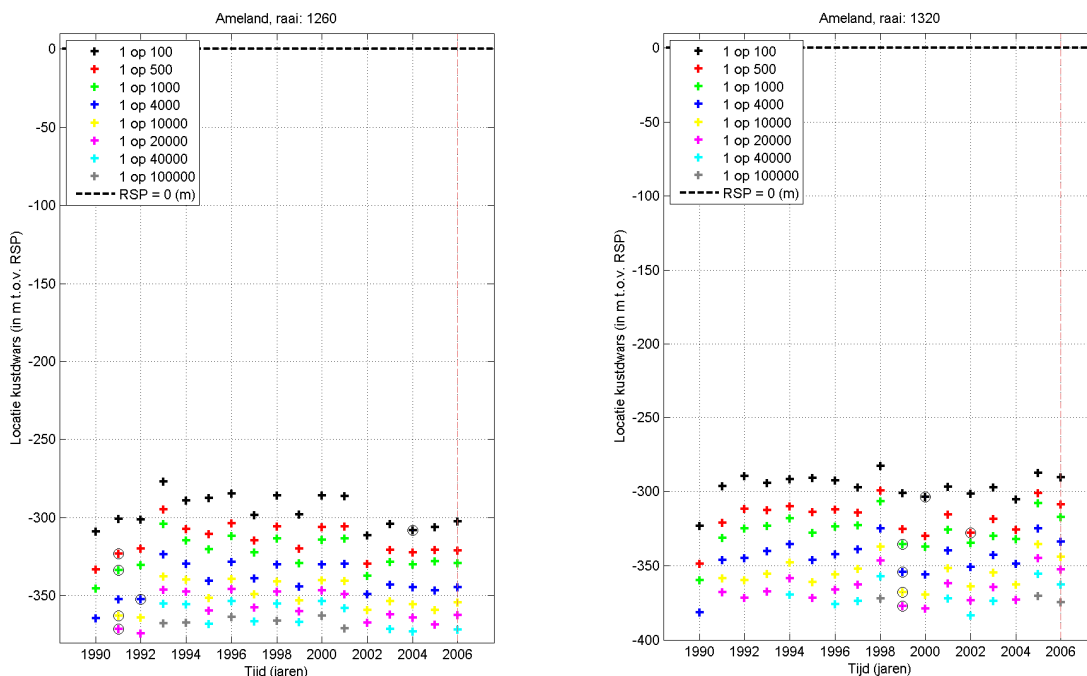 Ameland, raai: 1260
0
-50
-100
-150
-200
-250
-300
-350
Locatie kustdwars (in m t.o.v. RSP)
1 op 100
1 op 500
1 op 1000
1 op 4000
1 op 10000
1 op 20000
1 op 40000
1 op 100000
RSP = 0 (m)
1990 1992 1994 1996 1998 2000 2002 2004 2006
Tijd (jaren)
Ameland, raai: 1320
0
-50
-100
-150
-200
-250
-300
-350
-400
Locatie kustdwars (in m t.o.v. RSP)
1 op 100
1 op 500
1 op 1000
1 op 4000
1 op 10000
1 op 20000
1 op 40000
1 op 100000
RSP = 0 (m)
1990 1992 1994 1996 1998 2000 2002 2004 2006
Tijd (jaren)